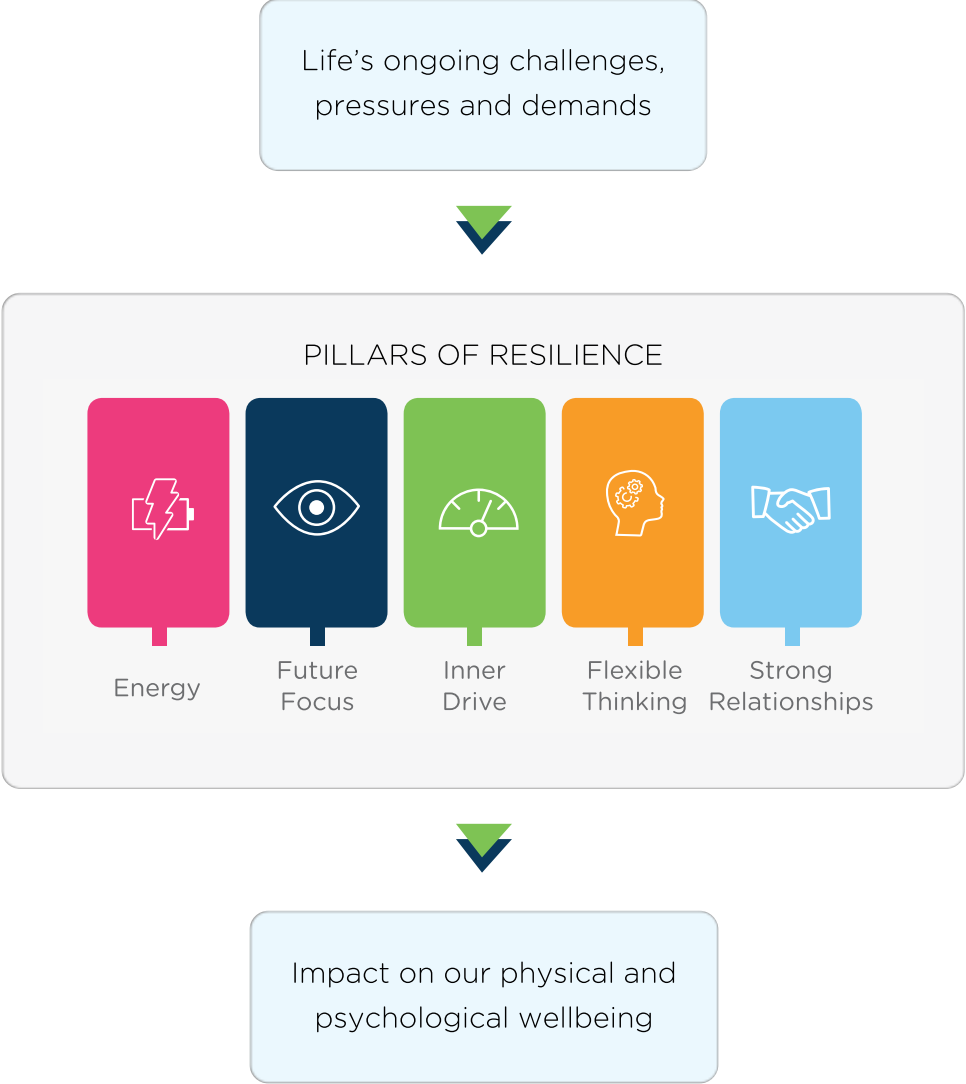 Life’s ongoing challenges,
pressures and demands
PILLARS OF RESILIENCE
Energy
Future
Focus
Inner
Drive
Flexible
Thinking
Strong
Relationships
Impact on our physical and
psychological wellbeing